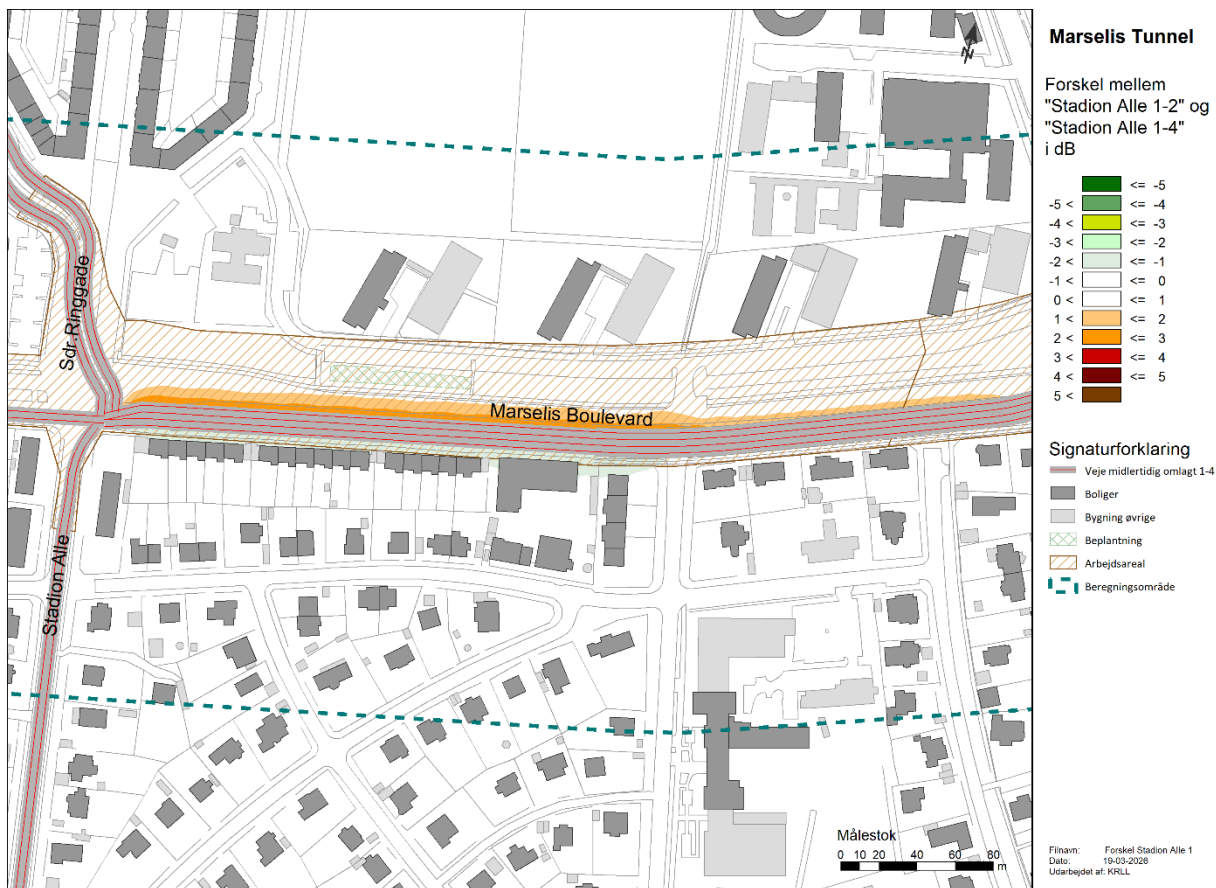 Marselis Tunnel
Forskel mellem
"Stadion Alle 1-2" og
"Stadion Alle 1-4"
i dB
<= -5
-5 < <= -4
-4 < <= -3
-3 < <= -2
-2 < <= -1
-1 < <= 0
0 < <= 1
1 < <= 2
2 < <= 3
3 < <= 4
4 < <= 5
5 <
Signaturforklaring
Veje midlertidig omlagt 1-4
Boliger
Bygning øvrige
Beplantning
Arbejdsareal
Beregningsområde
N
Sdr.Ringgade
Marselis Boulevard
Stadion Alle
Målestok
0 10 20 40 60 80
m
Filnavn: Forskel Stadion Alle 1
Dato: 19-03-2026
Udarbejdet af: KRLL